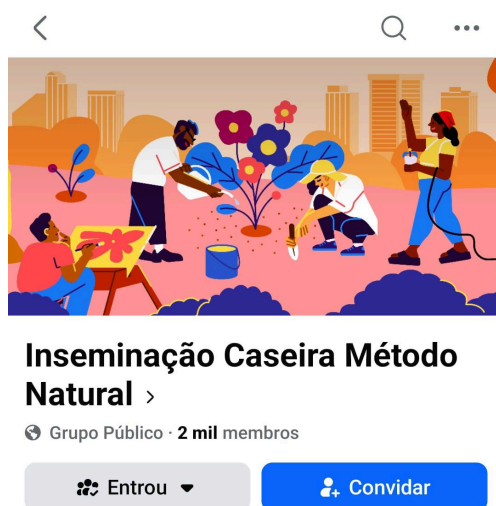 Inseminação Caseira Método
Natural
Grupo Público · 2 mil membros
Entrou
Convidar